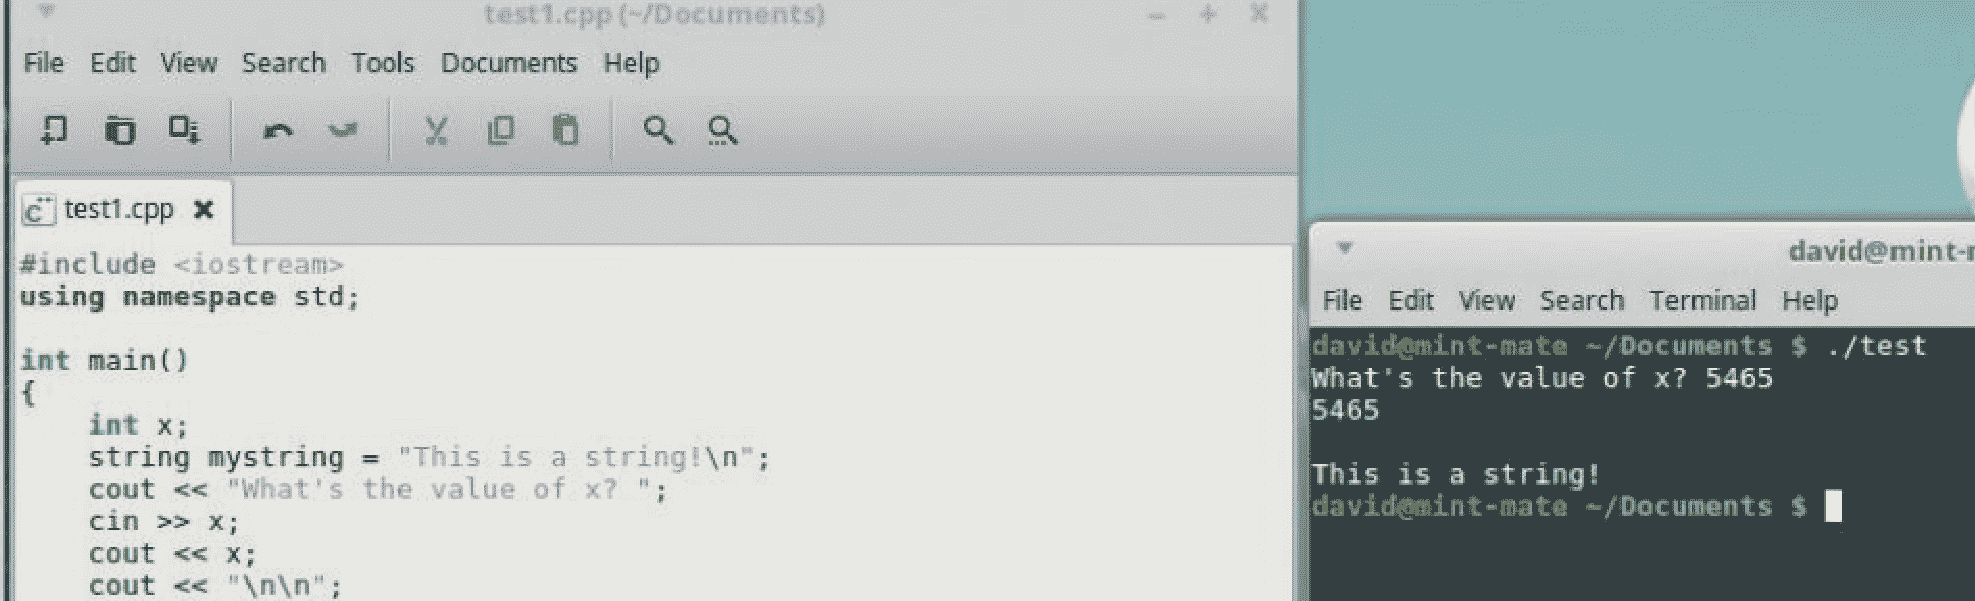 test1.cpp (~/Documents)
File Edit View Search Tools Documents Help
test1.cpp
#include <iostream>
using namespace std;
int main()
{
int x;
string mystring = "This is a string!\n";
cout << "What's the value of x? ";
cin >> x;
cout << x;
cout << "\n\n";
david@mint-
File Edit View Search Terminal Help
david@mint-mate ~/Documents $ ./test
What's the value of x? 5465
5465
This is a string!
david@mint-mate ~/Documents $